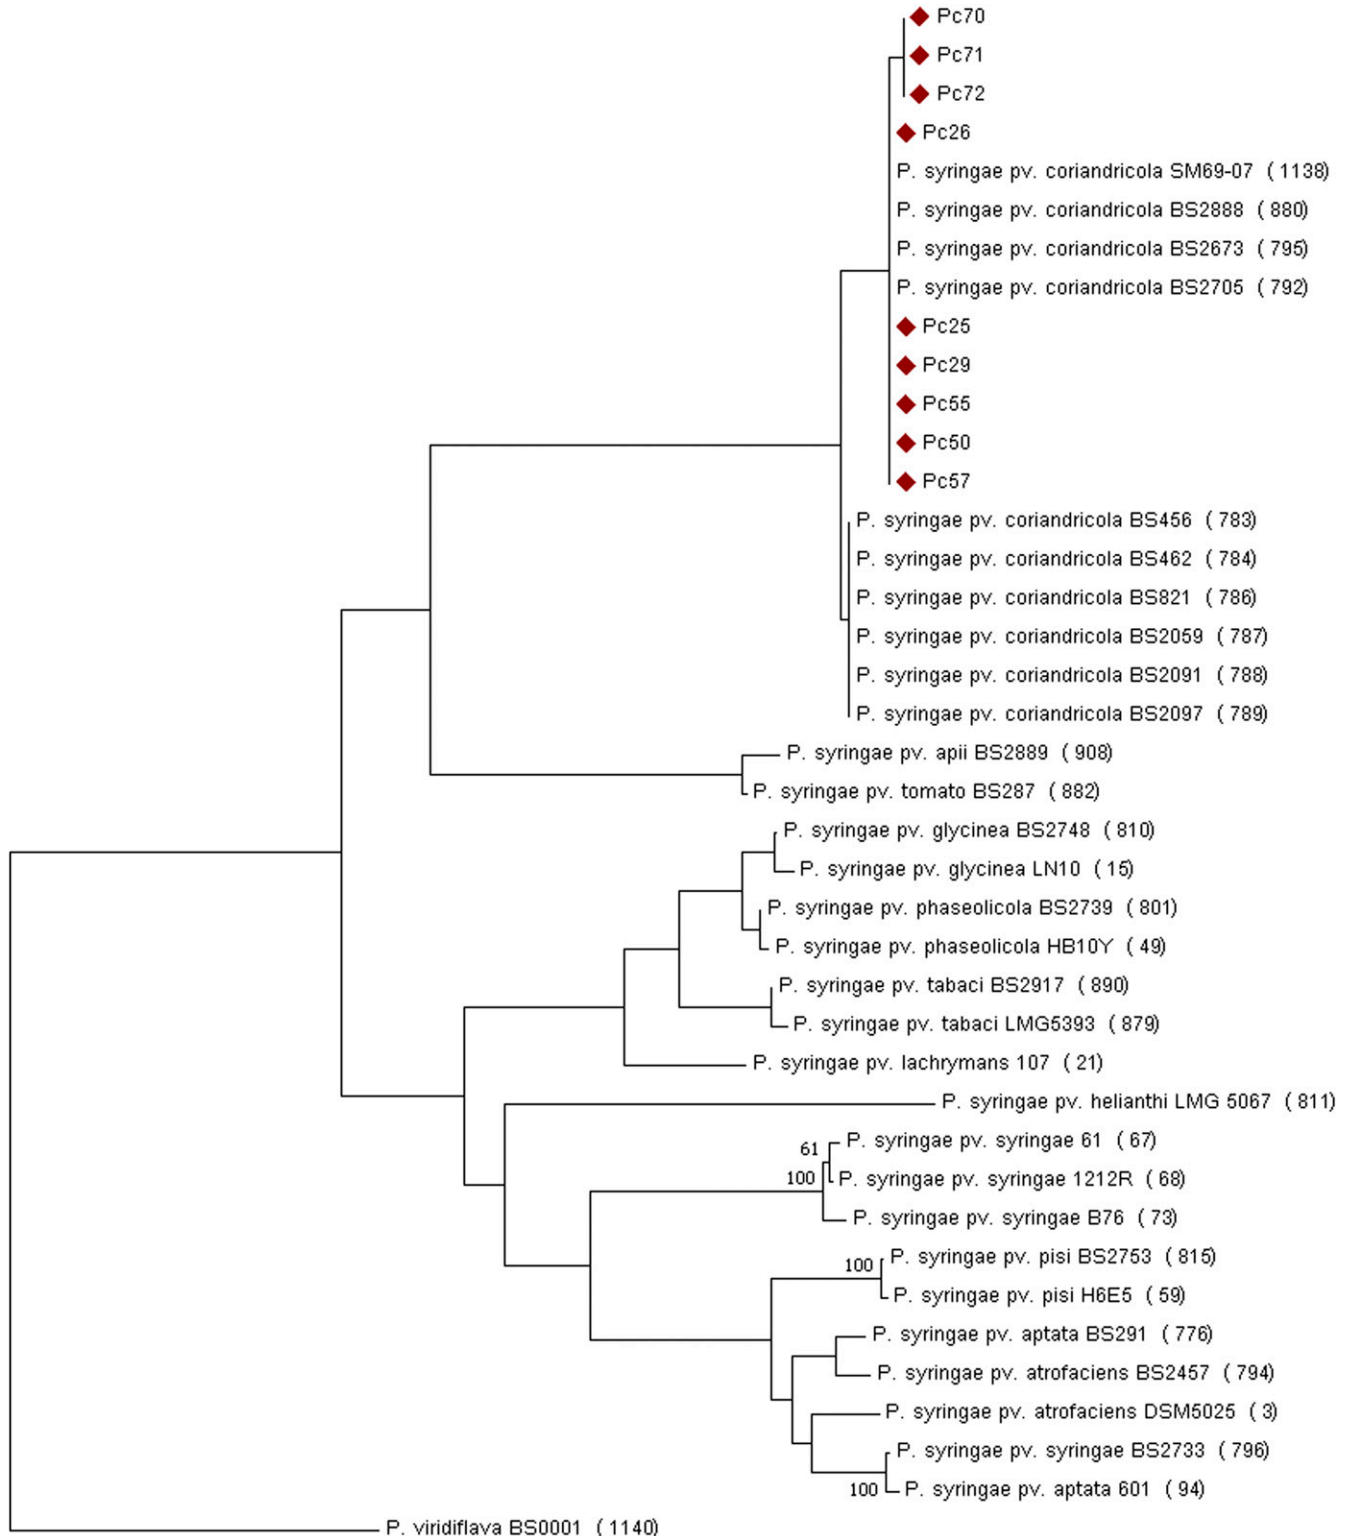 Pc70
Pc71
Pc72
Pc26
P. syringae pv. coriandricola SM69-07 (1138)
P. syringae pv. coriandricola BS2888 (880)
P. syringae pv. coriandricola BS2673 (795)
P. syringae pv. coriandricola BS2705 (792)
Pc25
Pc29
Pc55
Pc50
Pc57
P. syringae pv. coriandricola BS456 (783)
P. syringae pv. coriandricola BS462 (784)
P. syringae pv. coriandricola BS821 (786)
P. syringae pv. coriandricola BS2059 (787)
P. syringae pv. coriandricola BS2091 (788)
P. syringae pv. coriandricola BS2097 (789)
P. syringae pv. apii BS2889 (908)
P. syringae pv. tomato BS287 (882)
P. syringae pv. glycinea BS2748 (810)
P. syringae pv. glycinea LN10 (15)
P. syringae pv. phaseolicola BS2739 (801)
P. syringae pv. phaseolicola HB10Y (49)
P. syringae pv. tabaci BS2917 (890)
P. syringae pv. tabaci LMG5393 (879)
P. syringae pv. lachrymans 107 (21)
P. syringae pv. helianthi LMG 5067 (811)
61 P. syringae pv. syringae 61 (67)
100 P. syringae pv. syringae 1212R (68)
P. syringae pv. syringae B76 (73)
100 P. syringae pv. pisi BS2753 (815)
P. syringae pv. pisi H6E5 (59)
P. syringae pv. aptata BS291 (776)
P. syringae pv. atrofaciens BS2457 (794)
P. syringae pv. atrofaciens DSM5025 (3)
P. syringae pv. syringae BS2733 (796)
100 P. syringae pv. aptata 601 (94)
P. viridiflava BS0001 (1140)